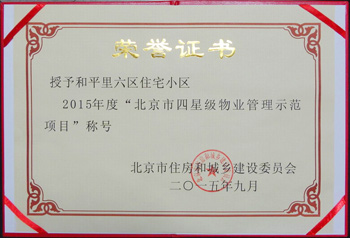 荣誉证书
授予和平里六区住宅小区
2015年度“北京市四星级物业管理示范
项目”称号
北京市住房和城乡建设委员会
二〇一五年九月